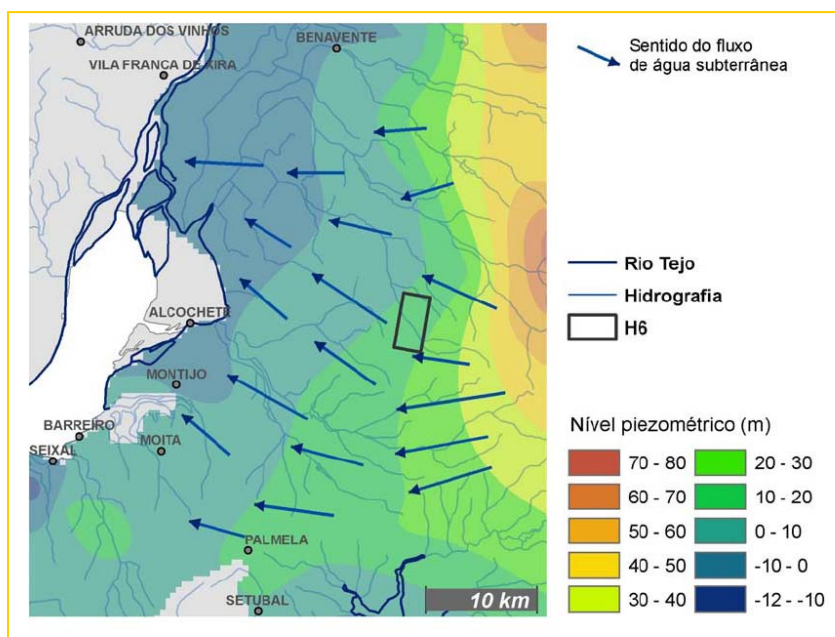 ARRUDA DOS VINHOS
BENAVENTE
VILA FRANCA DE XIRA
ALCOCHETE
MONTIJO
BARREIRO
MOITA
SEIXAL
PALMELA
SETUBAL
10 km
Sentido do fluxo
de água subterrânea
Rio Tejo
Hidrografia
H6
Nível piezométrico (m)
70 - 80
20 - 30
60 - 70
10 - 20
50 - 60
0 - 10
40 - 50
-10 - 0
30 - 40
-12 - -10